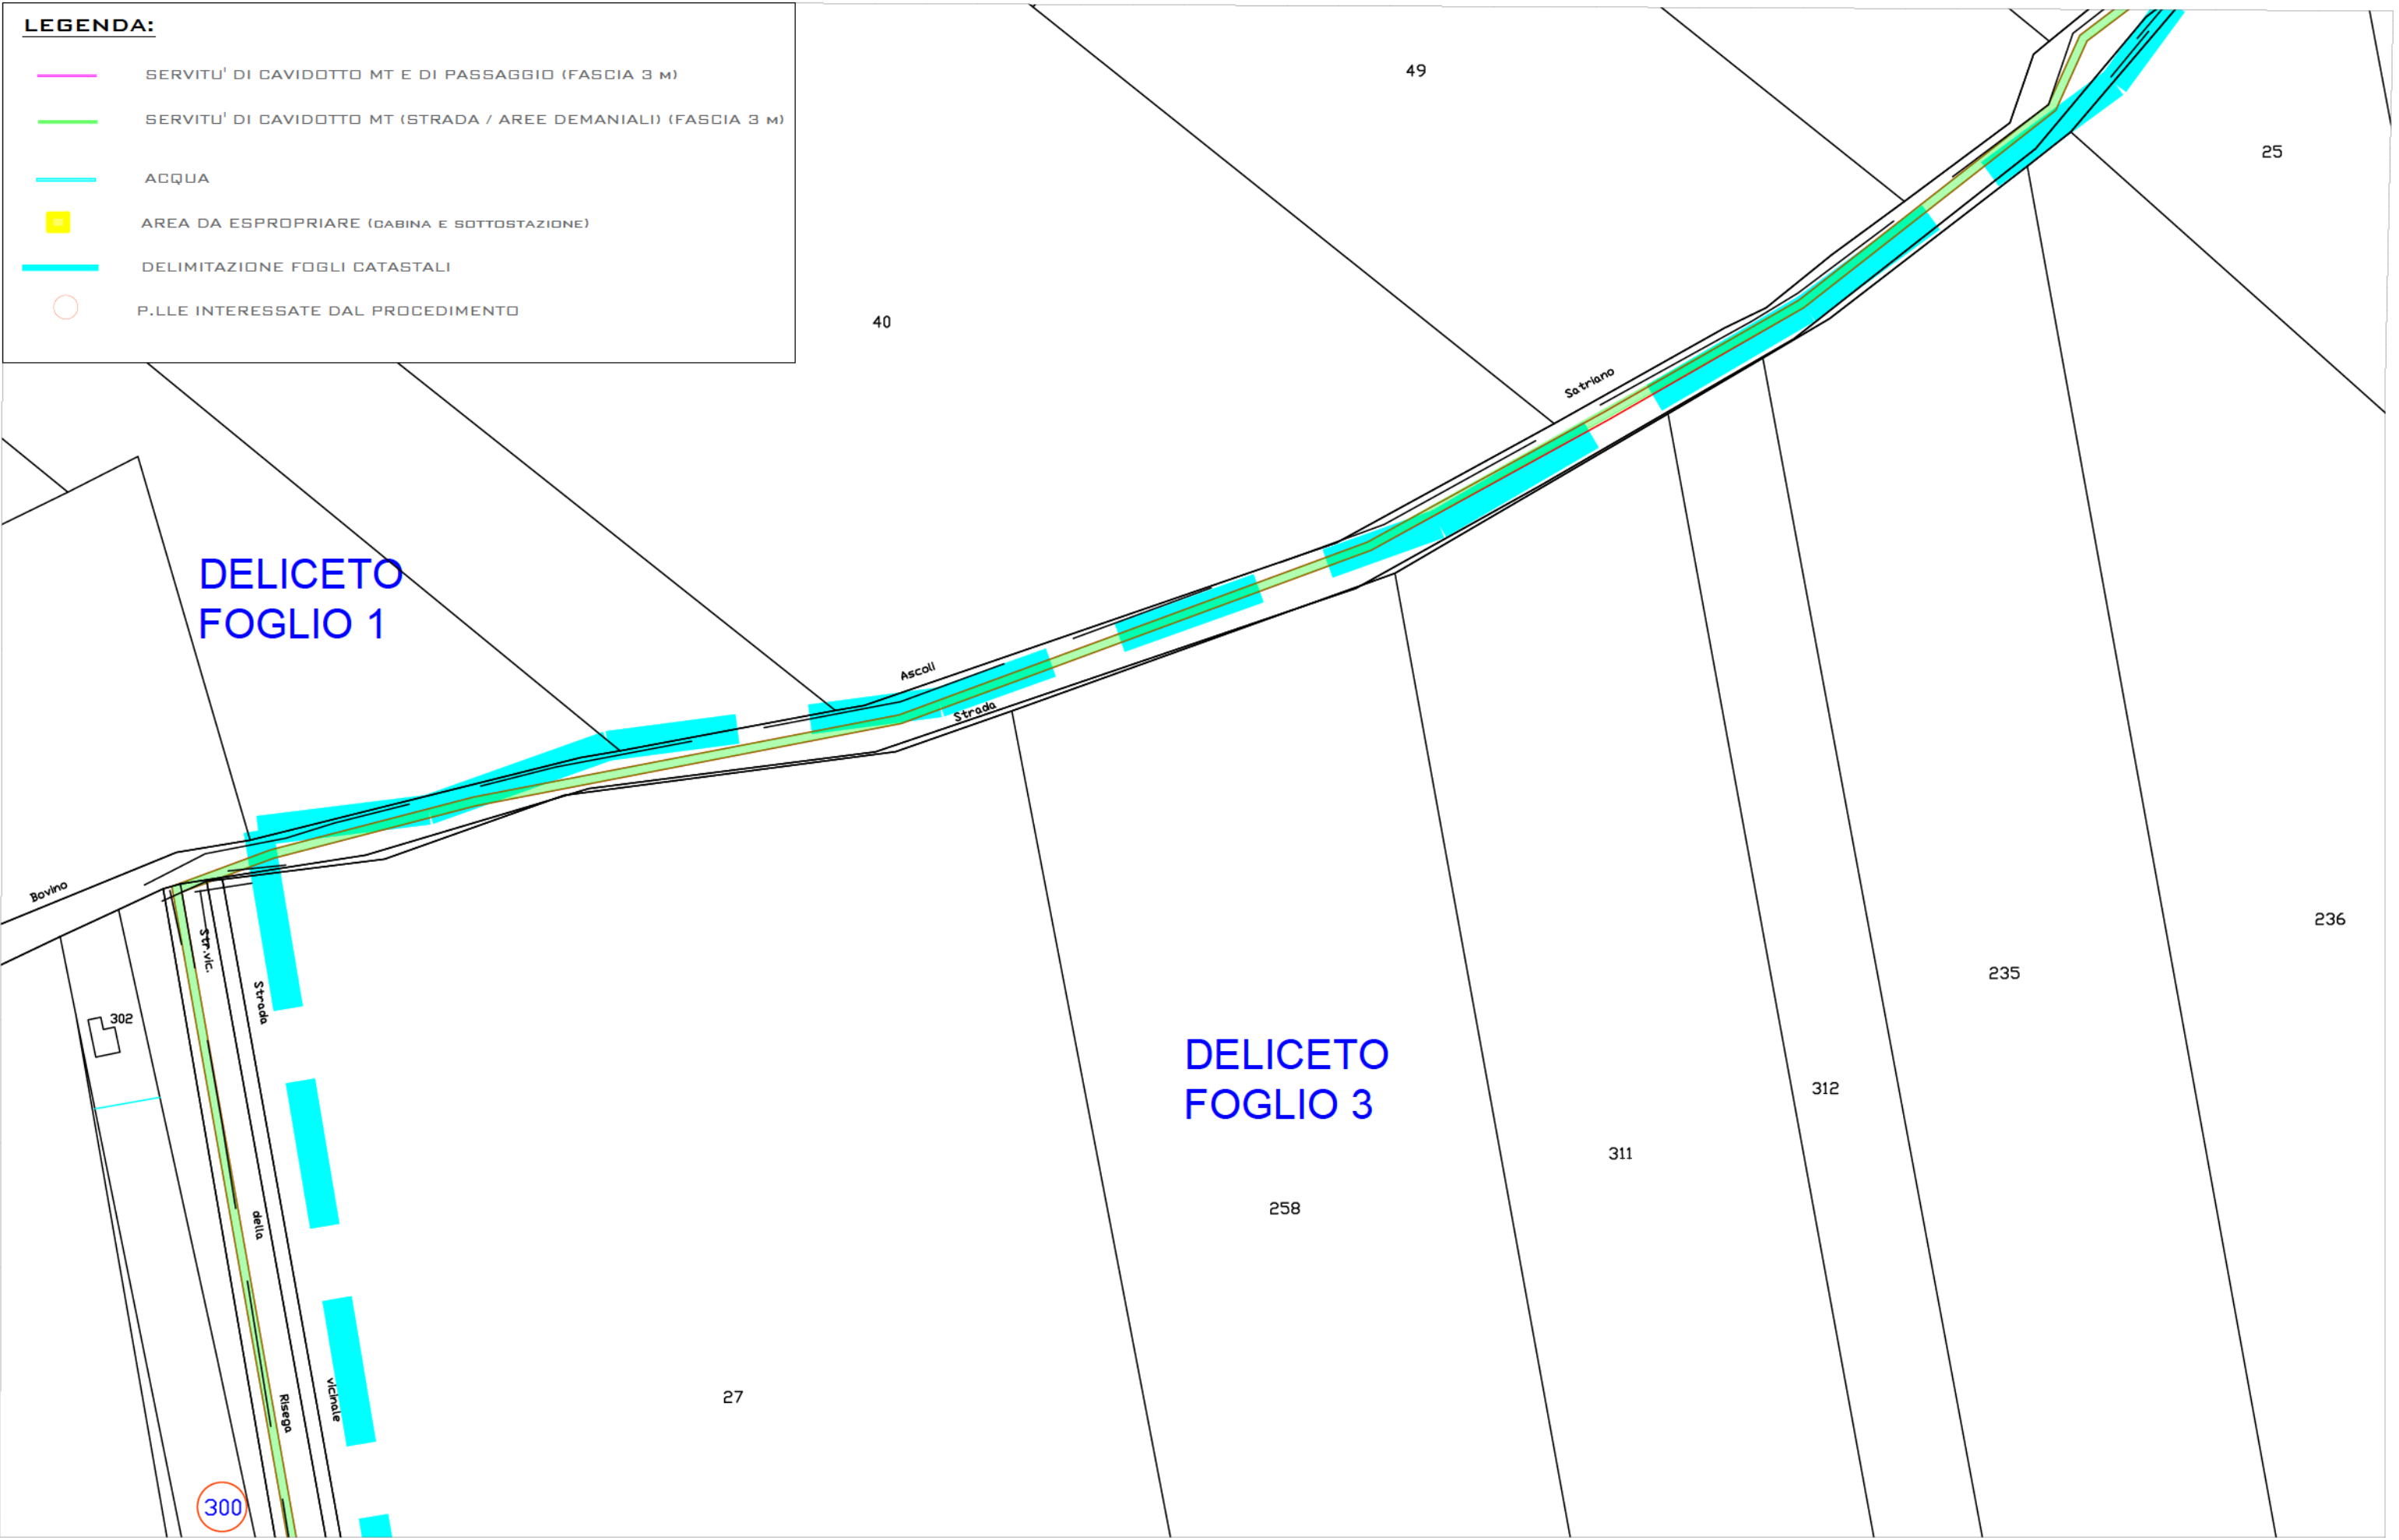 LEGENDA:
SERVITU' DI CAVIDOTTO MT E DI PASSAGGIO (FASCIA 3 M)
SERVITU' DI CAVIDOTTO MT (STRADA / AREE DEMANIALI) (FASCIA 3 M)
ACQUA
AREA DA ESPROPRIARE (CABINA E SOTTOSTAZIONE)
DELIMITAZIONE FOGLI CATASTALI
P.LLE INTERESSATE DAL PROCEDIMENTO
49
25
40
Satriano
DELICETO
FOGLIO 1
Ascoli
Strada
Bovino
Str.vic.
Strada
302
236
235
DELICETO
FOGLIO 3
312
311
258
della
27
Risega
vicinale
300